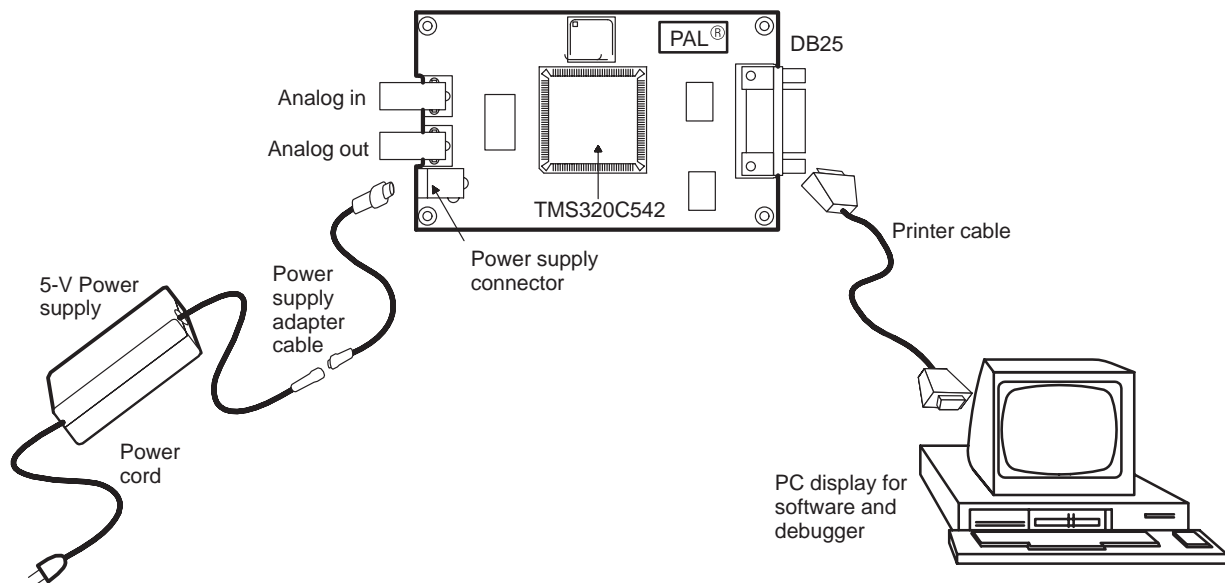 PAL®
DB25
Analog in
Analog out
TMS320C542
Printer cable
Power supply
connector
Power
supply
adapter
cable
5-V Power
supply
Power
cord
PC display for
software and
debugger